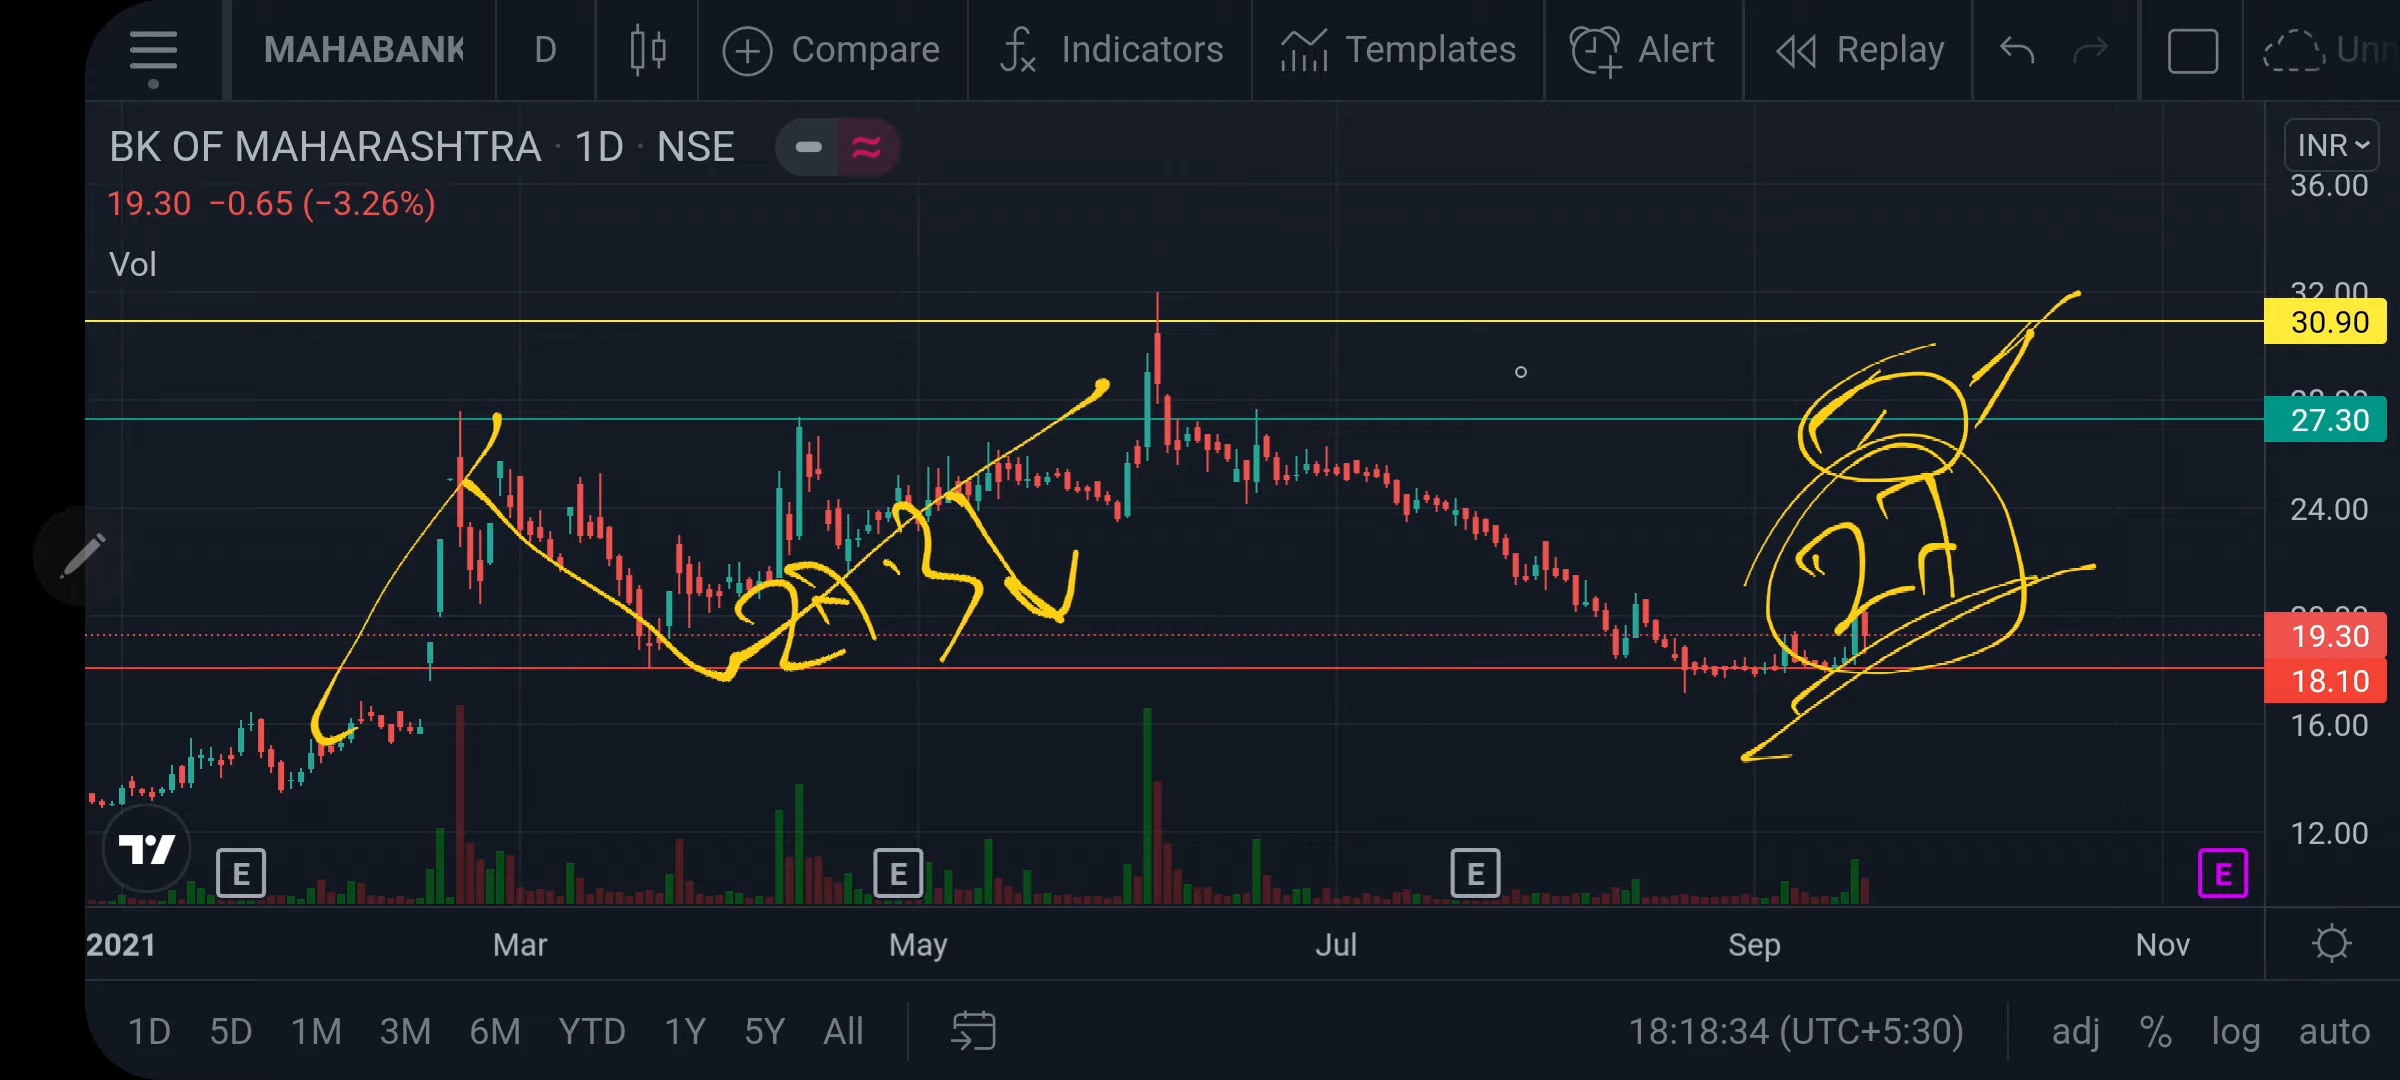 MAHABANK D Compare Indicators Templates Alert Replay
BK OF MAHARASHTRA · 1D · NSE
INR
36.00
19.30 −0.65 (−3.26%)
Vol
32.00
30.90
27.30
24.00
27
19.30
18.10
16.00
12.00
E E E E
2021 Mar May Jul Sep Nov
1D 5D 1M 3M 6M YTD 1Y 5Y All 18:18:34 (UTC+5:30) adj % log auto